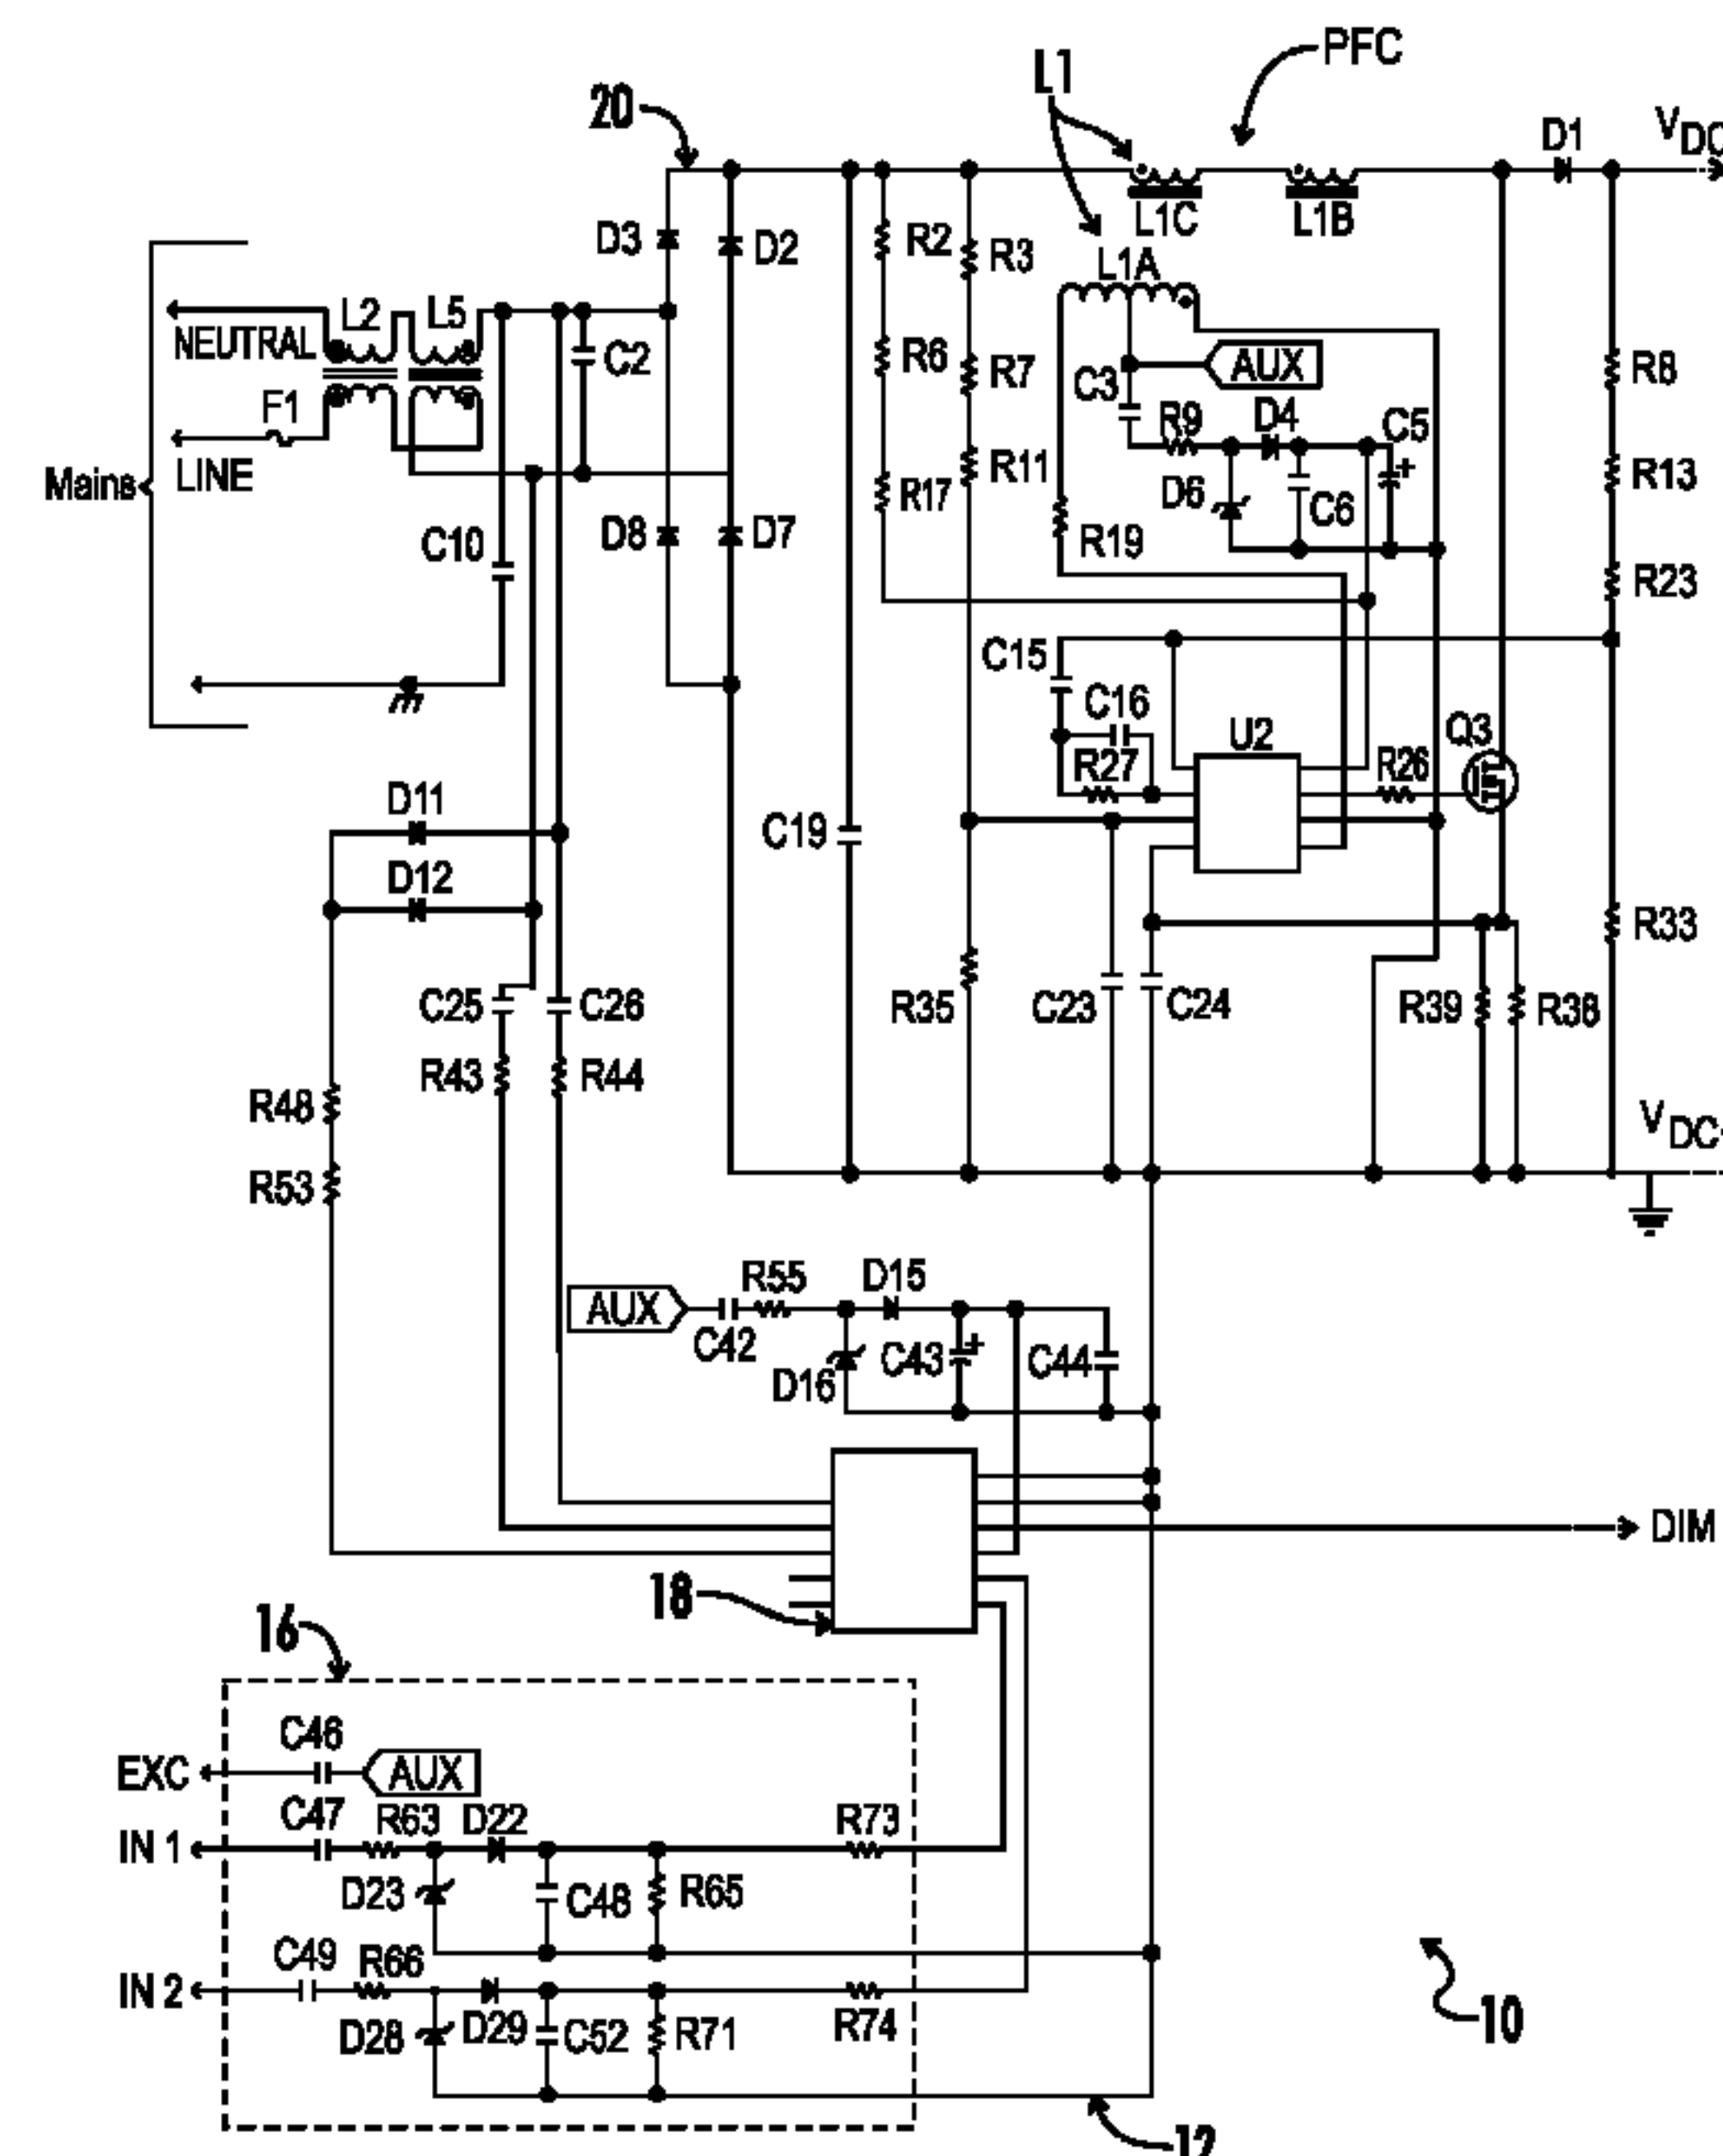 PFC
L1
20
D1
VDC
L1C
L1B
D3
D2
R2
R3
L1A
L2
L5
NEUTRAL
C2
R6
R7
AUX
R8
F1
C3
R9
D4
C5
Mains
LINE
R17
R11
D6
C6
R13
C10
D8
D7
R19
R23
C15
C16
U2
Q3
R27
R26
D11
C19
D12
R33
C25
C26
R35
C23
C24
R39
R38
R43
R44
R48
VDC-
R53
R55
D15
AUX
C42
D16
C43
+
C44
DIM
18
16
C46
EXC
AUX
C47
R63
D22
R73
IN 1
D23
C48
R65
C49
R66
IN 2
D28
D29
C52
R71
R74
10
12